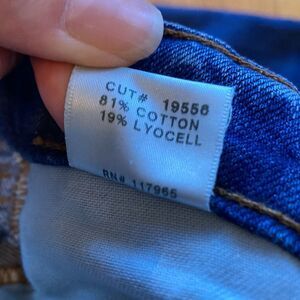 CUT# 19556
81% COTTON
19% LYOCELL
RN# 117965